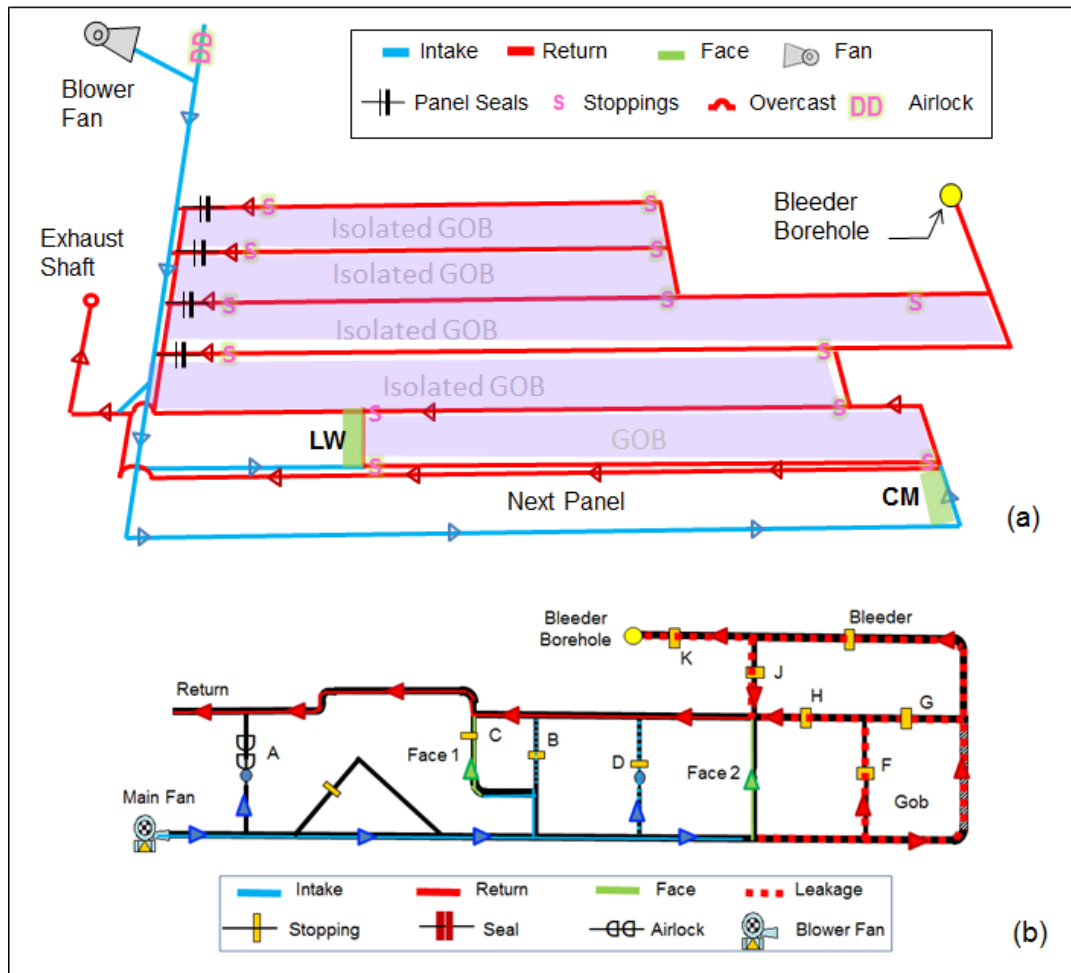 DD
Blower
Fan
Intake
Return
Face
Fan
Panel Seals
S
Stoppings
Overcast
DD
Airlock
S
S
Isolated GOB
Bleeder
Borehole
Exhaust
Shaft
S
S
Isolated GOB
S
S
S
Isolated GOB
S
S
Isolated GOB
S
S
LW
GOB
S
S
Next Panel
CM
(a)
Bleeder
Borehole
Bleeder
K
J
Return
H
G
A
Face 1
C
B
D
Face 2
F
Main Fan
Gob
Intake
Return
Face
Leakage
Stopping
Seal
Airlock
Blower Fan
(b)